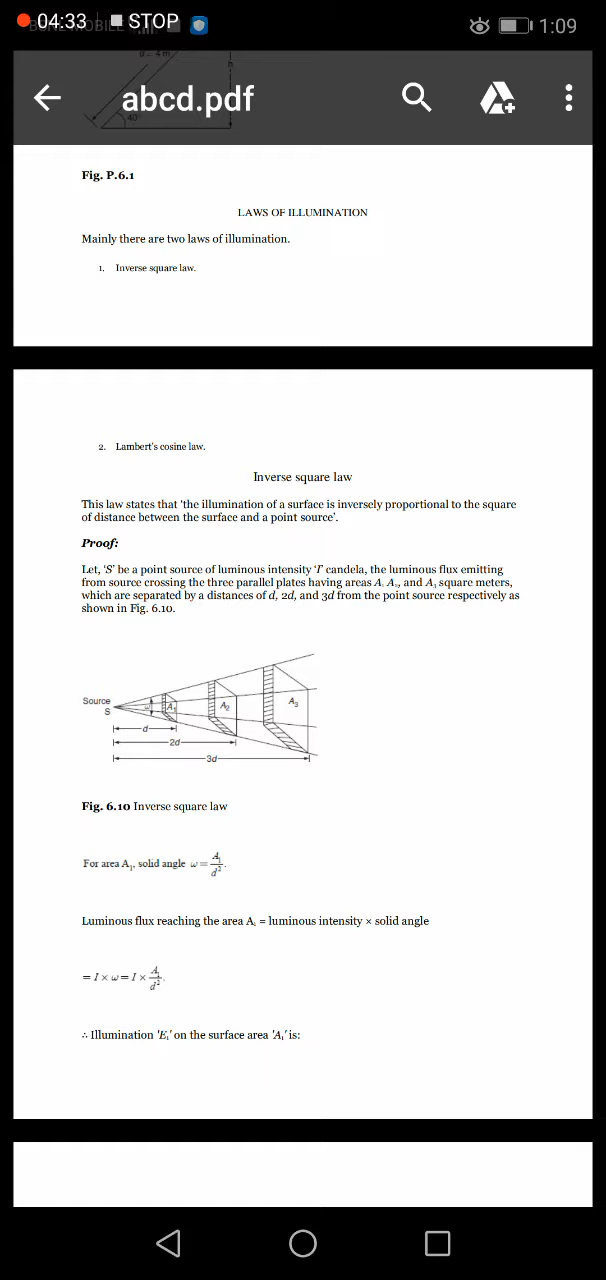 04:33 STOP 1:09
d = 4 m
h
abcd.pdf
40°
Fig. P.6.1
LAWS OF ILLUMINATION
Mainly there are two laws of illumination.
1. Inverse square law.
2. Lambert's cosine law.
Inverse square law
This law states that 'the illumination of a surface is inversely proportional to the square
of distance between the surface and a point source'.
Proof:
Let, 'S' be a point source of luminous intensity 'I' candela, the luminous flux emitting
from source crossing the three parallel plates having areas A₁ A₂, and A₃ square meters,
which are separated by a distances of d, 2d, and 3d from the point source respectively as
shown in Fig. 6.10.
Source
S
ω
A₁
A₂
A₃
d
2d
3d
Fig. 6.10 Inverse square law
For area A₁, solid angle ω = A₁/d².
Luminous flux reaching the area A₁ = luminous intensity × solid angle
= I × ω = I × A₁/d².
∴ Illumination 'E₁' on the surface area 'A₁' is: